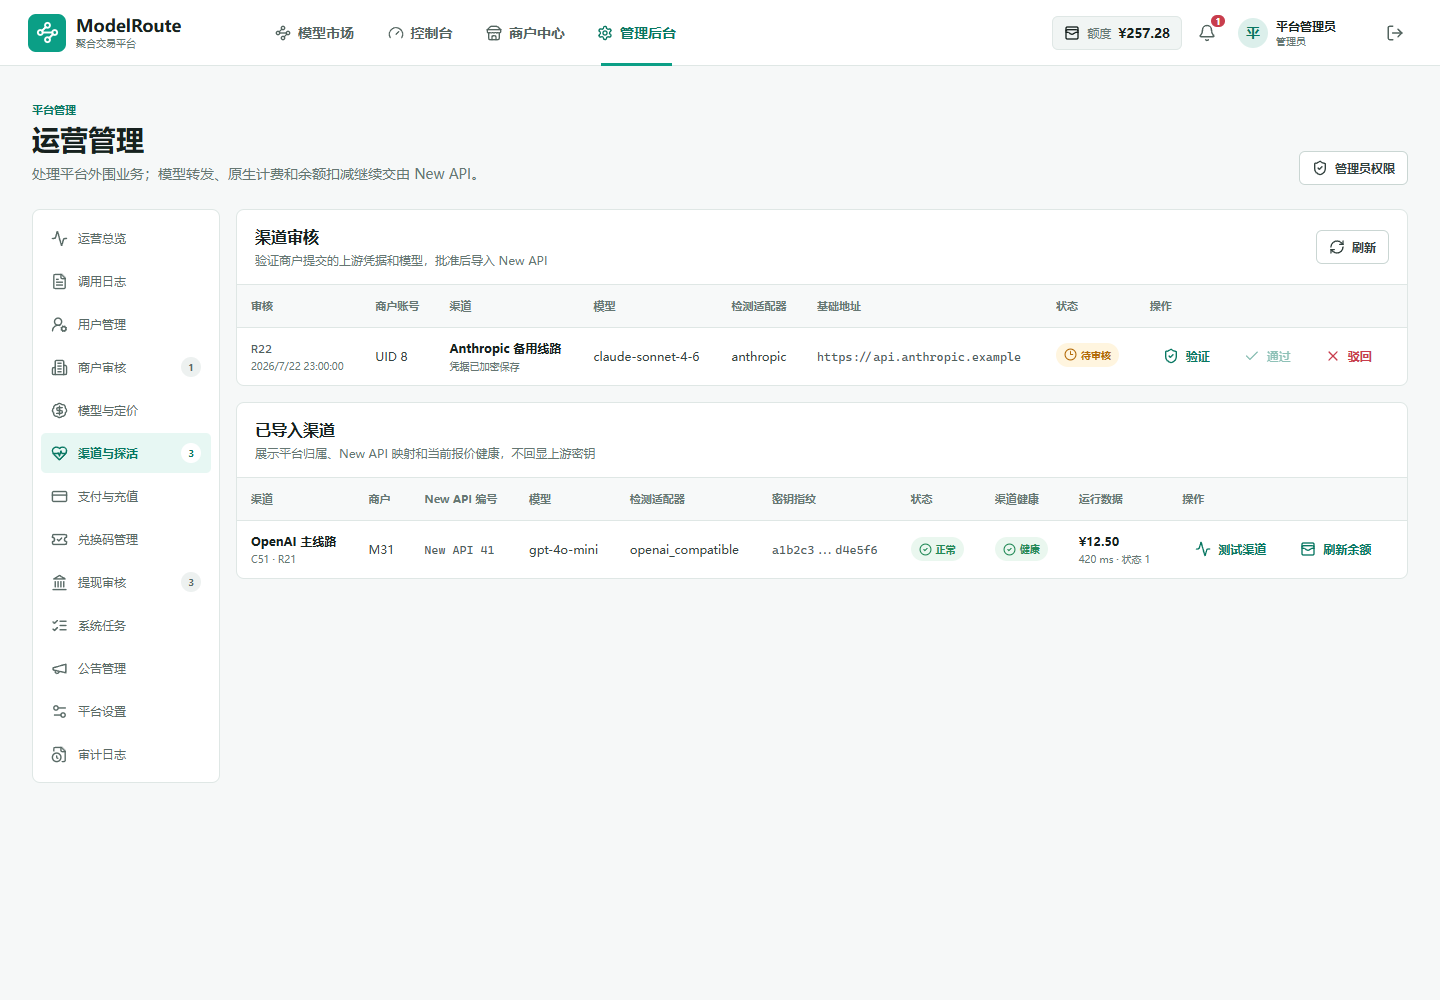 ModelRoute
聚合交易平台
模型市场
控制台
商户中心
管理后台
额度 ¥257.28
1
平
平台管理员
管理员
平台管理
运营管理
处理平台外围业务；模型转发、原生计费和余额扣减继续交由 New API。
管理员权限
运营总览
调用日志
用户管理
商户审核 1
模型与定价
渠道与探活 3
支付与充值
兑换码管理
提现审核 3
系统任务
公告管理
平台设置
审计日志
渠道审核
验证商户提交的上游凭据和模型，批准后导入 New API
刷新
审核 商户账号 渠道 模型 检测适配器 基础地址 状态 操作
R22
2026/7/22 23:00:00
UID 8
Anthropic 备用线路
凭据已加密保存
claude-sonnet-4-6
anthropic
https://api.anthropic.example
待审核
验证
通过
驳回
已导入渠道
展示平台归属、New API 映射和当前报价健康，不回显上游密钥
渠道 商户 New API 编号 模型 检测适配器 密钥指纹 状态 渠道健康 运行数据 操作
OpenAI 主线路
C51 · R21
M31
New API 41
gpt-4o-mini
openai_compatible
a1b2c3...d4e5f6
正常
健康
¥12.50
420 ms · 状态 1
测试渠道
刷新余额